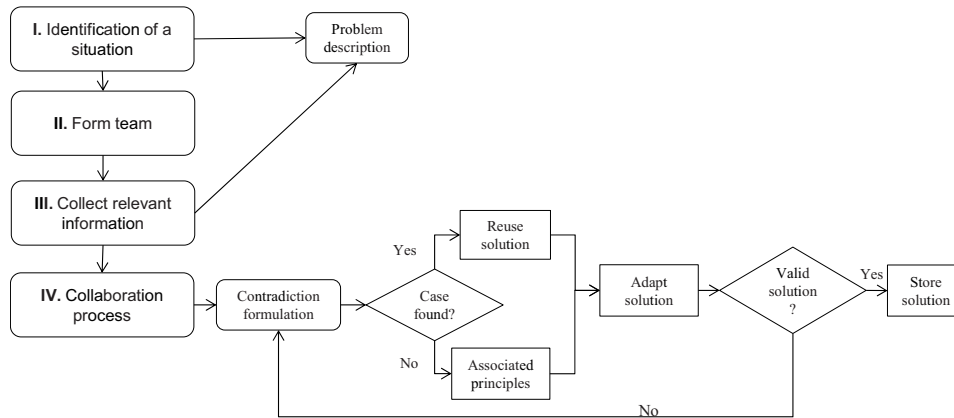 I. Identification of a
situation
Problem
description
II. Form team
III. Collect relevant
information
IV. Collaboration
process
Contradiction
formulation
Yes
Case
found?
No
Reuse
solution
Associated
principles
Adapt
solution
Valid
solution
?
Yes
Store
solution
No